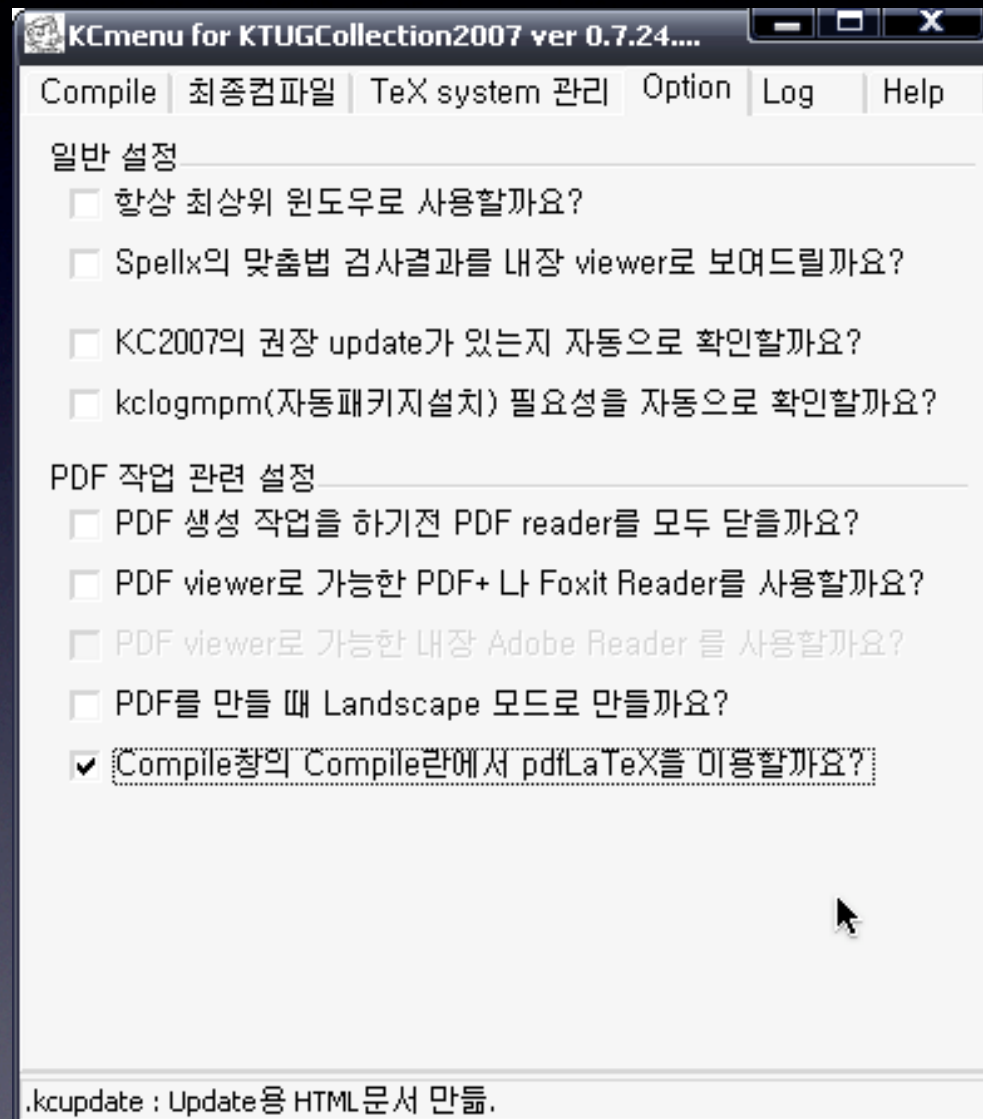 KCmenu for KTUGCollection2007 ver 0.7.24....
Compile 최종컴파일 TeX system 관리 Option Log Help
일반 설정
항상 최상위 윈도우로 사용할까요?
Spellx의 맞춤법 검사결과를 내장 viewer로 보여드릴까요?
KC2007의 권장 update가 있는지 자동으로 확인할까요?
kclogmpm(자동패키지설치) 필요성을 자동으로 확인할까요?
PDF 작업 관련 설정
PDF 생성 작업을 하기전 PDF reader를 모두 닫을까요?
PDF viewer로 가능한 PDF+ 나 Foxit Reader를 사용할까요?
PDF viewer로 가능한 내장 Adobe Reader 를 사용할까요?
PDF를 만들 때 Landscape 모드로 만들까요?
Compile창의 Compile란에서 pdfLaTeX을 이용할까요?
.kcupdate : Update용 HTML문서 만듦.